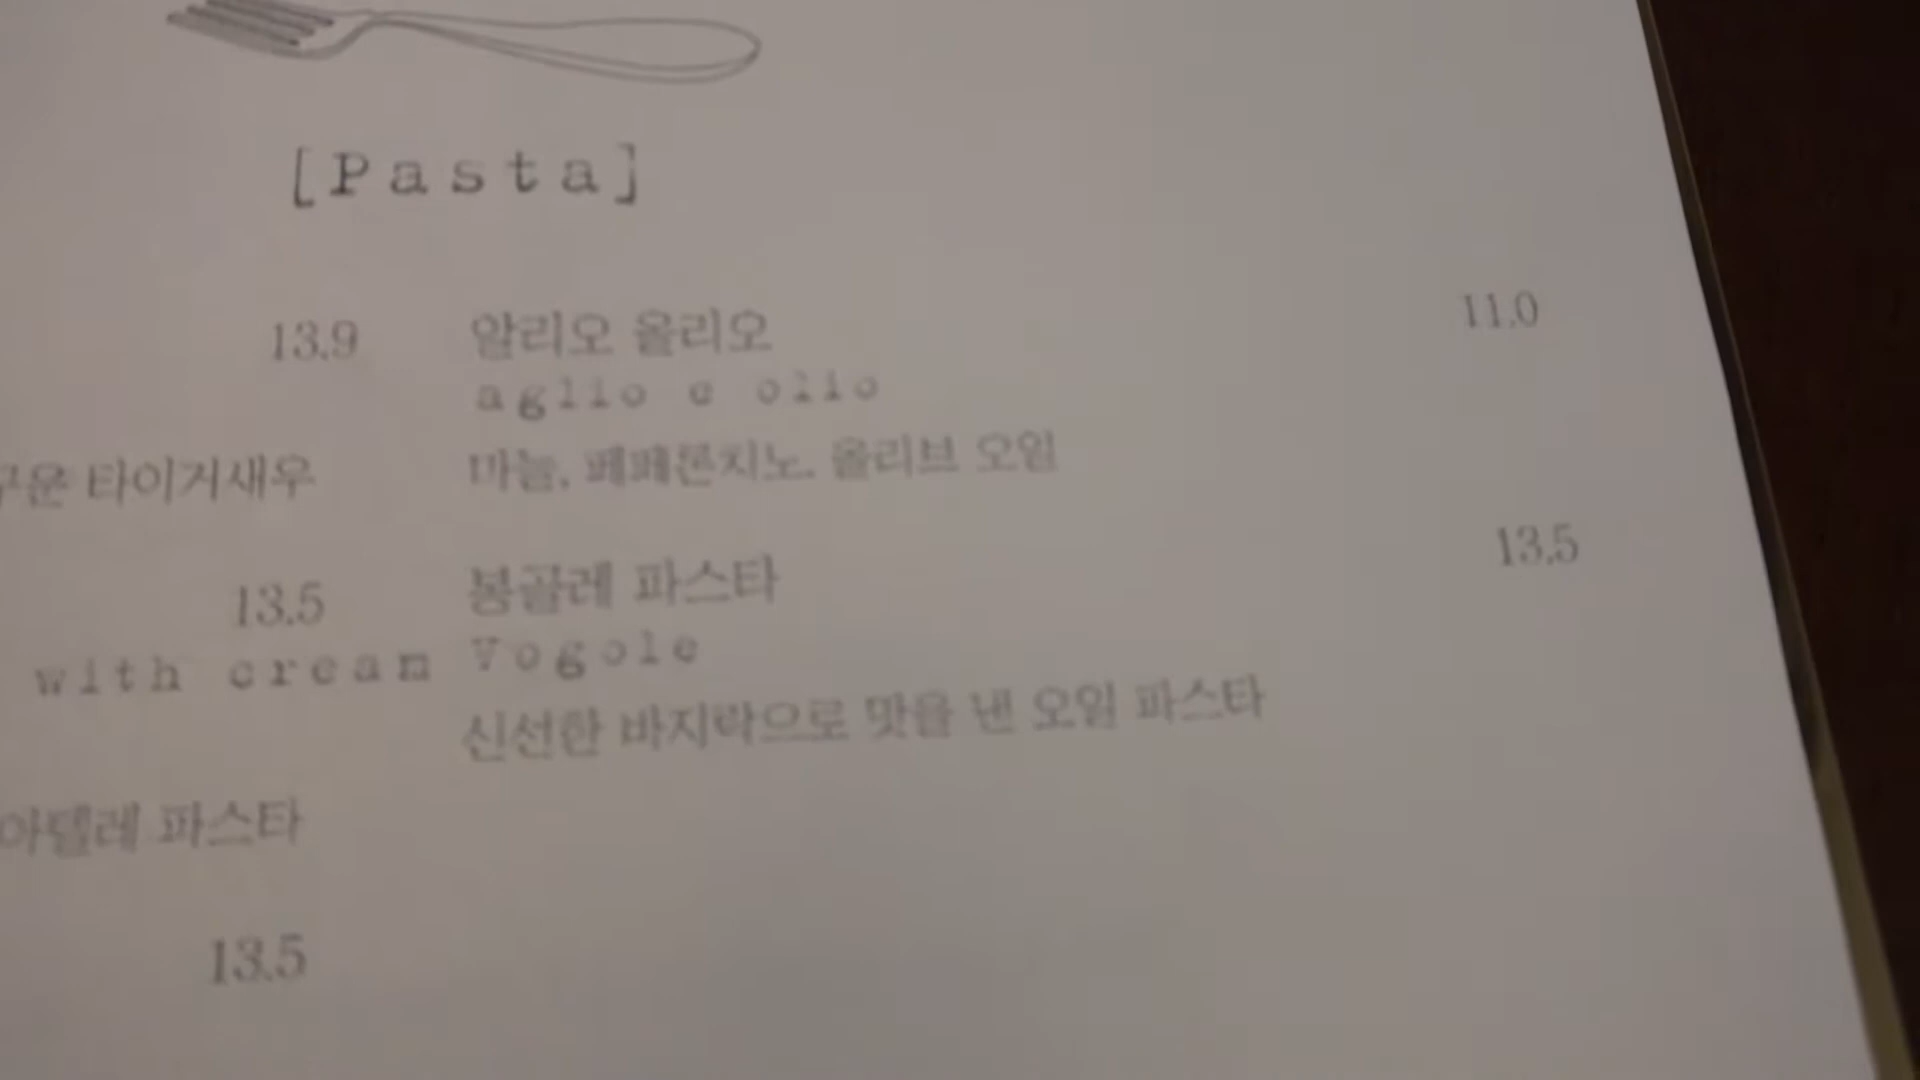 [Pasta]
13.9
알리오 올리오
11.0
aglio e olio
구운 타이거새우
마늘, 페페론치노, 올리브 오일
13.5
봉골레 파스타
13.5
with cream
Vogole
신선한 바지락으로 맛을 낸 오일 파스타
아텔레 파스타
13.5